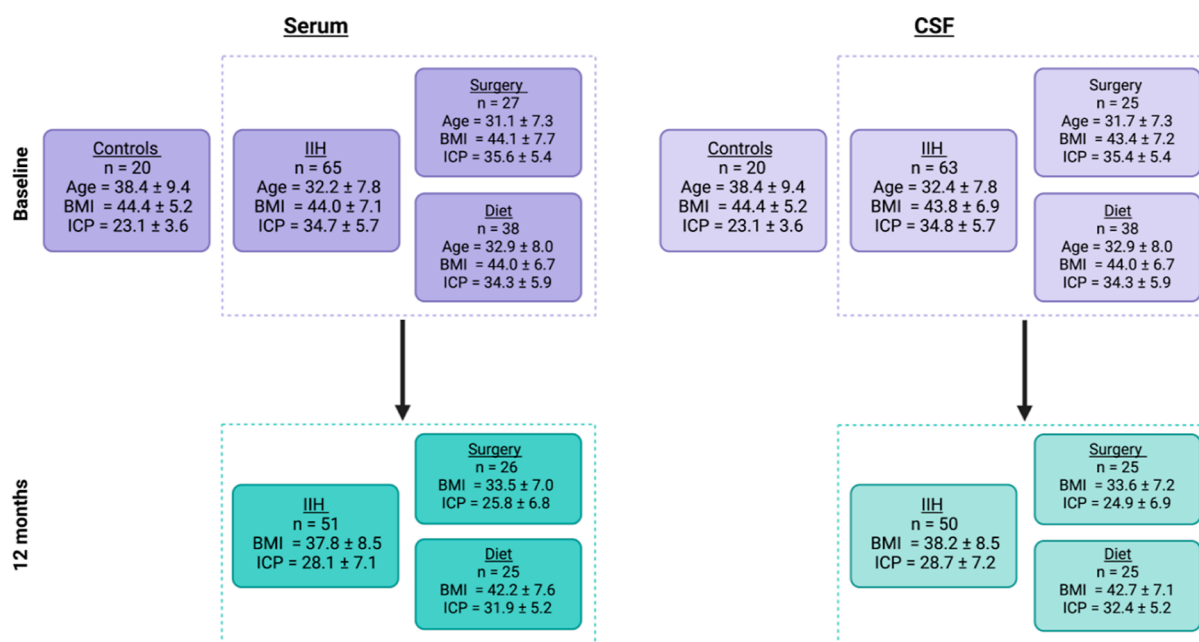 Serum
CSF
Baseline
Controls
n = 20
Age = 38.4 ± 9.4
BMI = 44.4 ± 5.2
ICP = 23.1 ± 3.6
IIH
n = 65
Age = 32.2 ± 7.8
BMI = 44.0 ± 7.1
ICP = 34.7 ± 5.7
Surgery
n = 27
Age = 31.1 ± 7.3
BMI = 44.1 ± 7.7
ICP = 35.6 ± 5.4
Diet
n = 38
Age = 32.9 ± 8.0
BMI = 44.0 ± 6.7
ICP = 34.3 ± 5.9
Controls
n = 20
Age = 38.4 ± 9.4
BMI = 44.4 ± 5.2
ICP = 23.1 ± 3.6
IIH
n = 63
Age = 32.4 ± 7.8
BMI = 43.8 ± 6.9
ICP = 34.8 ± 5.7
Surgery
n = 25
Age = 31.7 ± 7.3
BMI = 43.4 ± 7.2
ICP = 35.4 ± 5.4
Diet
n = 38
Age = 32.9 ± 8.0
BMI = 44.0 ± 6.7
ICP = 34.3 ± 5.9
12 months
IIH
n = 51
BMI = 37.8 ± 8.5
ICP = 28.1 ± 7.1
Surgery
n = 26
BMI = 33.5 ± 7.0
ICP = 25.8 ± 6.8
Diet
n = 25
BMI = 42.2 ± 7.6
ICP = 31.9 ± 5.2
IIH
n = 50
BMI = 38.2 ± 8.5
ICP = 28.7 ± 7.2
Surgery
n = 25
BMI = 33.6 ± 7.2
ICP = 24.9 ± 6.9
Diet
n = 25
BMI = 42.7 ± 7.1
ICP = 32.4 ± 5.2